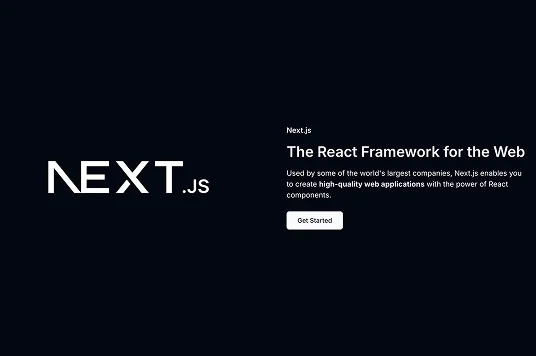 NEXT.JS
Next.js
The React Framework for the Web
Used by some of the world's largest companies, Next.js enables you
to create high-quality web applications with the power of React
components.
Get Started